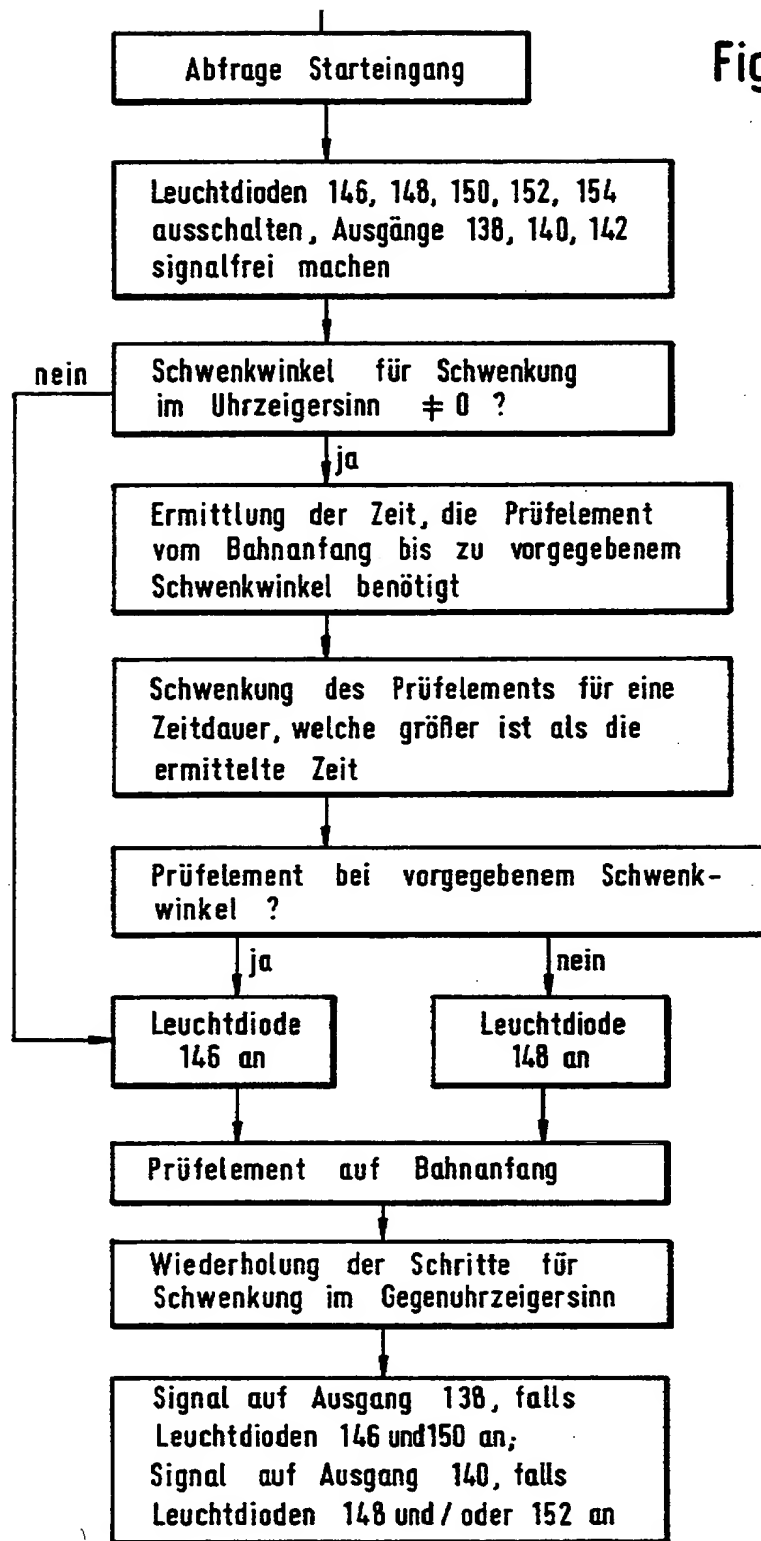 Abfrage Starteingang
Fig
Leuchtdioden 146, 148, 150, 152, 154
ausschalten, Ausgänge 138, 140, 142
signalfrei machen
nein
Schwenkwinkel für Schwenkung
im Uhrzeigersinn ≠ 0 ?
ja
Ermittlung der Zeit, die Prüfelement
vom Bahnanfang bis zu vorgegebenem
Schwenkwinkel benötigt
Schwenkung des Prüfelements für eine
Zeitdauer, welche größer ist als die
ermittelte Zeit
Prüfelement bei vorgegebenem Schwenk-
winkel ?
ja
nein
Leuchtdiode
146 an
Leuchtdiode
148 an
Prüfelement auf Bahnanfang
Wiederholung der Schritte für
Schwenkung im Gegenuhrzeigersinn
Signal auf Ausgang 138, falls
Leuchtdioden 146 und 150 an;
Signal auf Ausgang 140, falls
Leuchtdioden 148 und / oder 152 an